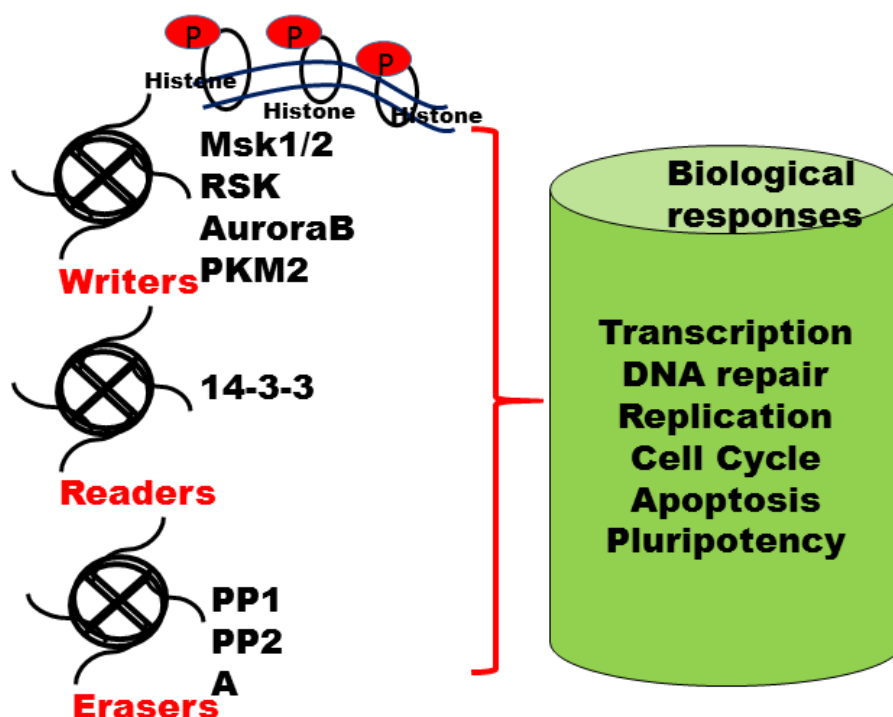 P
P
P
Histone
Histone
Histone
Msk1/2
RSK
AuroraB
PKM2
Writers
14-3-3
Readers
PP1
PP2
A
Erasers
Biological
responses
Transcription
DNA repair
Replication
Cell Cycle
Apoptosis
Pluripotency